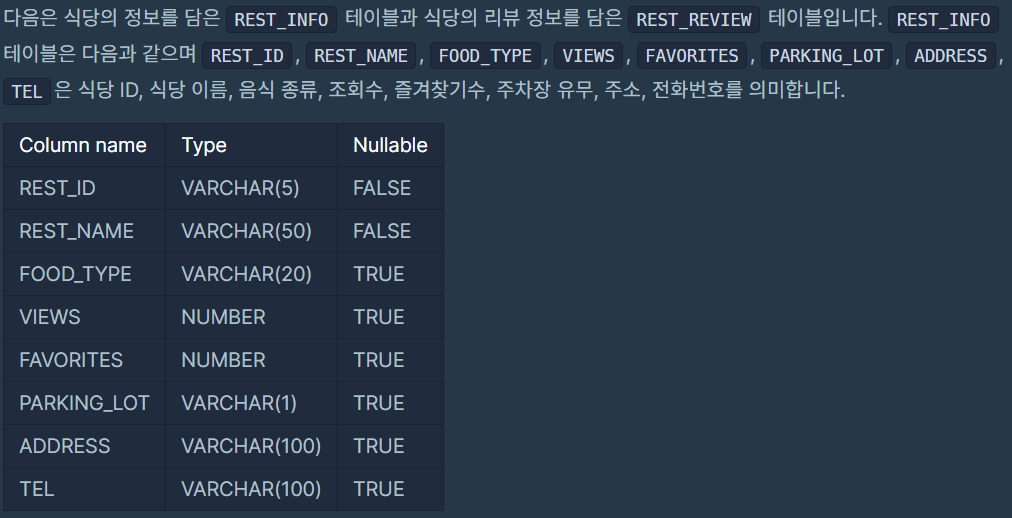 다음은 식당의 정보를 담은 REST_INFO 테이블과 식당의 리뷰 정보를 담은 REST_REVIEW 테이블입니다. REST_INFO
테이블은 다음과 같으며 REST_ID, REST_NAME, FOOD_TYPE, VIEWS, FAVORITES, PARKING_LOT, ADDRESS,
TEL은 식당 ID, 식당 이름, 음식 종류, 조회수, 즐겨찾기수, 주차장 유무, 주소, 전화번호를 의미합니다.
Column name Type Nullable
REST_ID VARCHAR(5) FALSE
REST_NAME VARCHAR(50) FALSE
FOOD_TYPE VARCHAR(20) TRUE
VIEWS NUMBER TRUE
FAVORITES NUMBER TRUE
PARKING_LOT VARCHAR(1) TRUE
ADDRESS VARCHAR(100) TRUE
TEL VARCHAR(100) TRUE